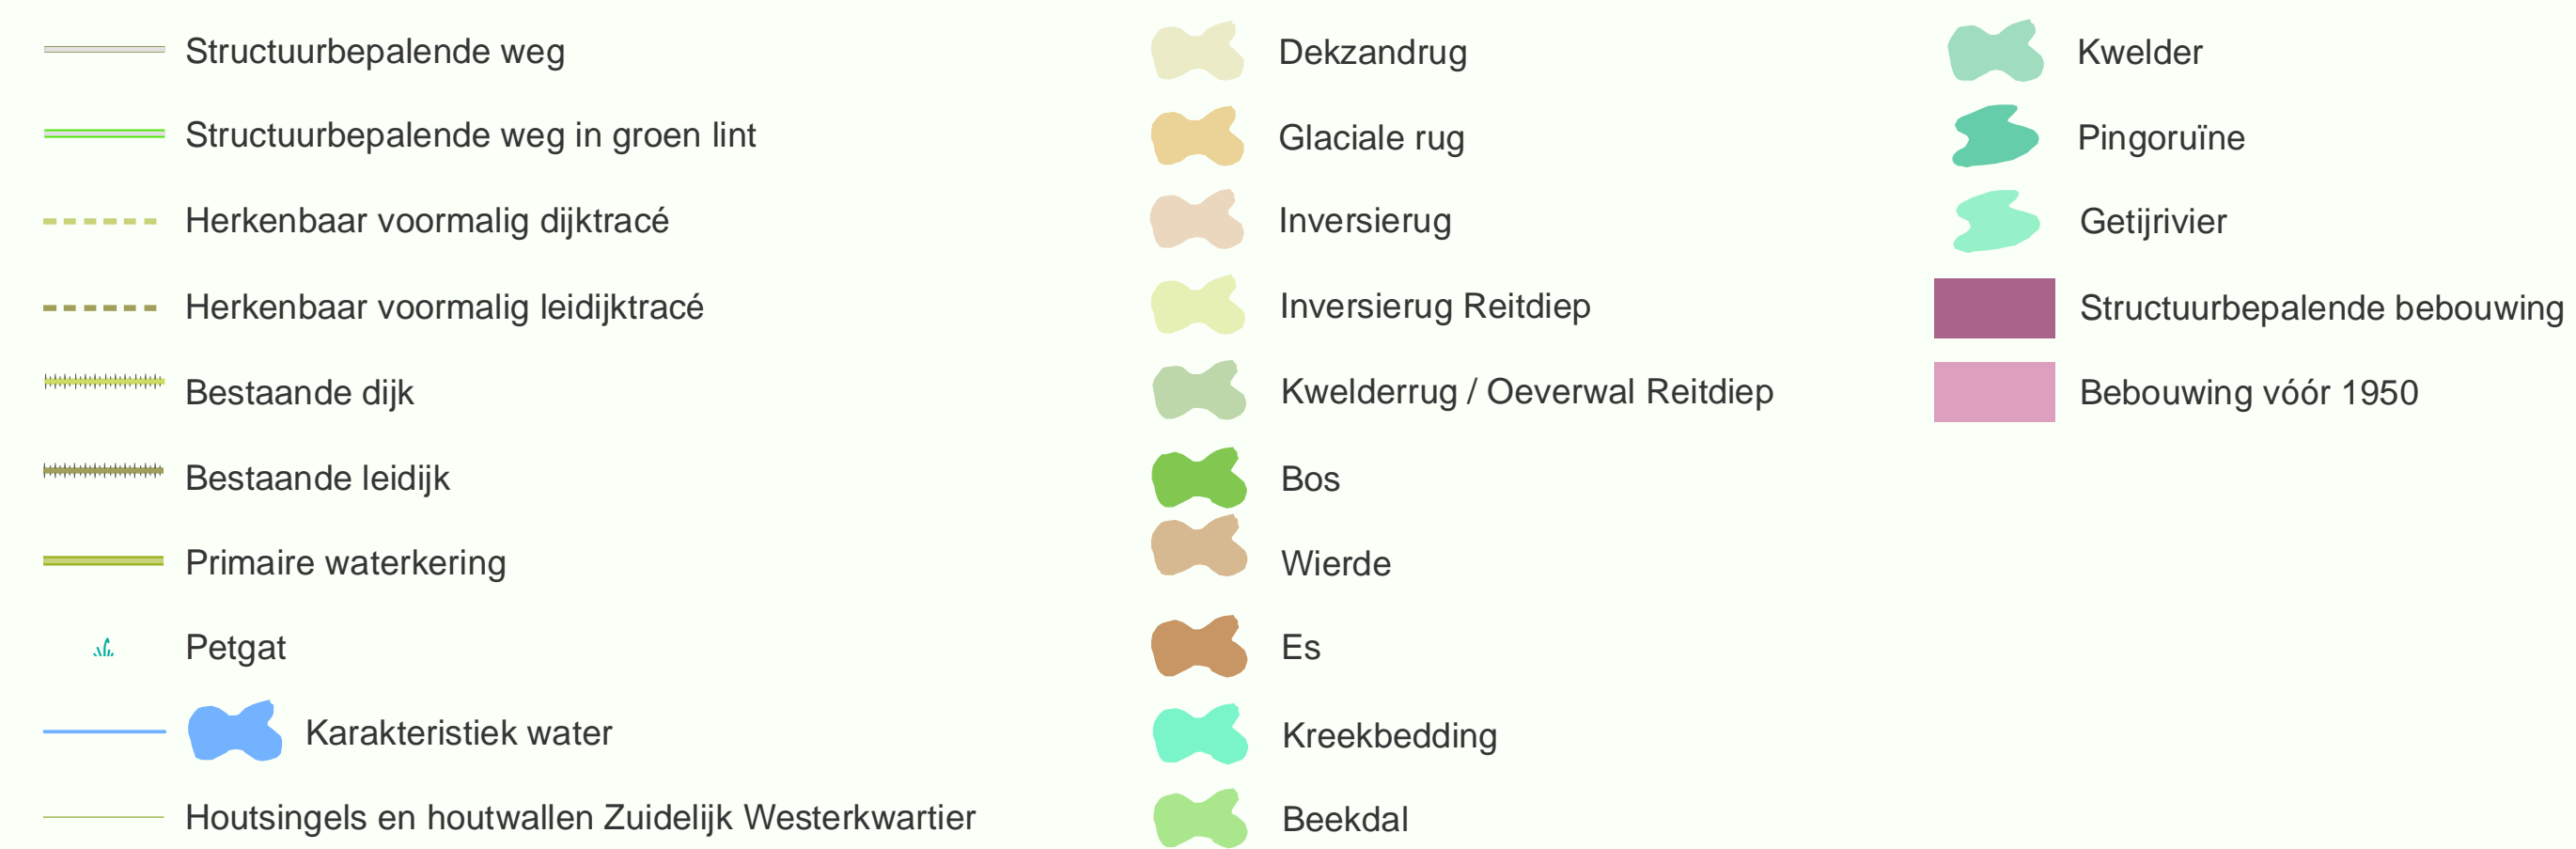 Structuurbepalende weg
Structuurbepalende weg in groen lint
Herkenbaar voormalig dijktracé
Herkenbaar voormalig leidijktracé
Bestaande dijk
Bestaande leidijk
Primaire waterkering
Petgat
Karakteristiek water
Houtsingels en houtwallen Zuidelijk Westerkwartier
Dekzandrug
Glaciale rug
Inversierug
Inversierug Reitdiep
Kwelderrug / Oeverwal Reitdiep
Bos
Wierde
Es
Kreekbedding
Beekdal
Kwelder
Pingoruïne
Getijrivier
Structuurbepalende bebouwing
Bebouwing vóór 1950